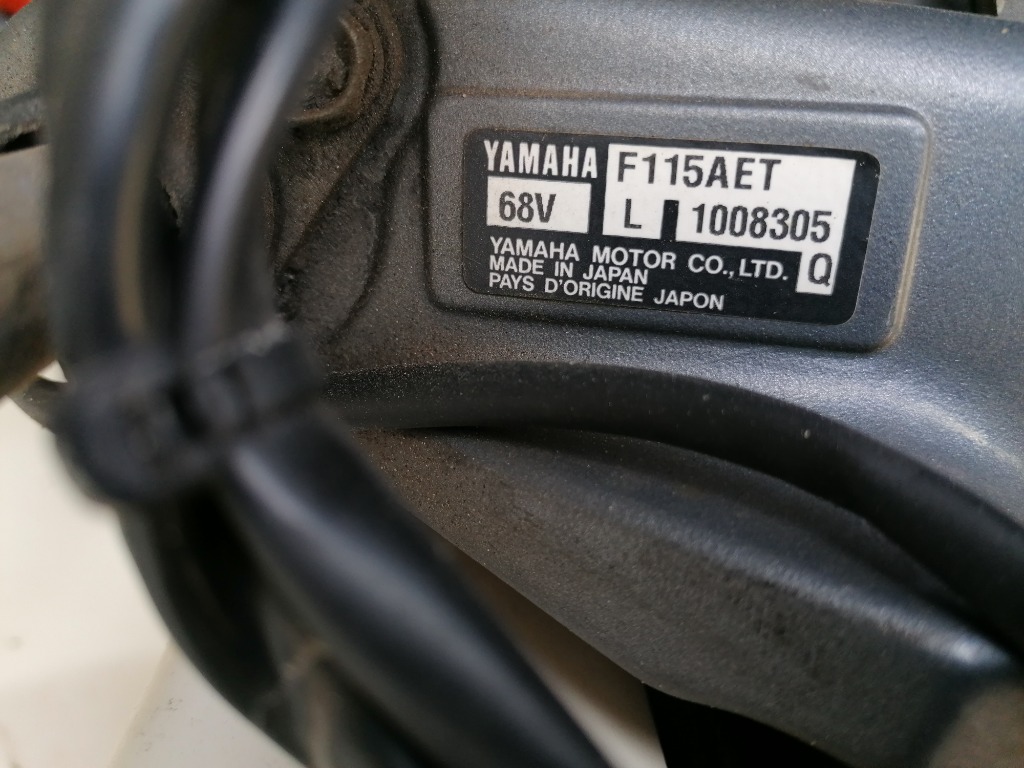 YAMAHA F115AET
68V L 1008305
YAMAHA MOTOR CO.,LTD. Q
MADE IN JAPAN
PAYS D'ORIGINE JAPON